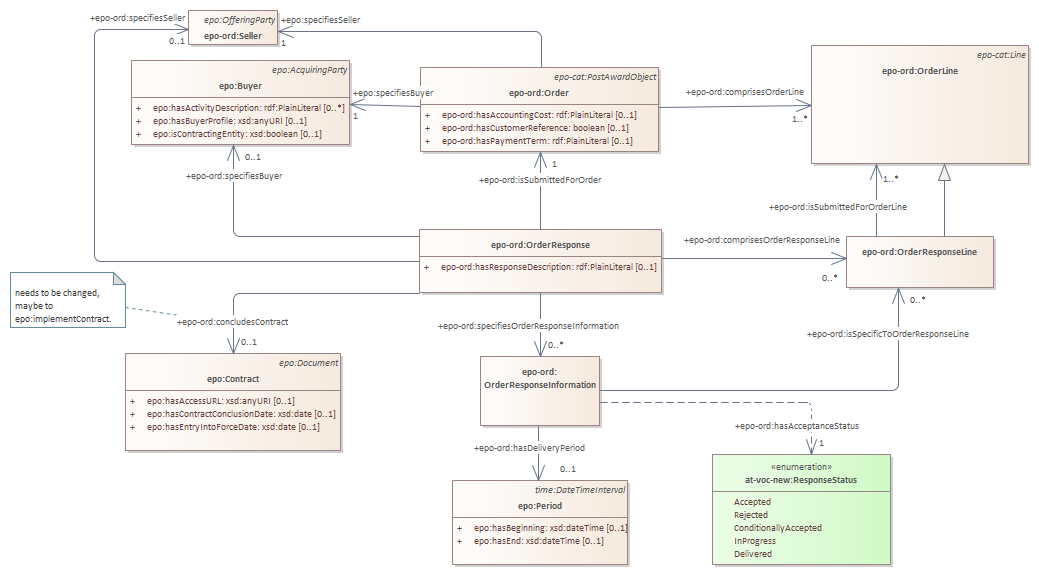 +epo-ord:specifiesSeller
0..1
epo:OfferingParty
epo-ord:Seller
+epo:specifiesSeller
1
epo:AcquiringParty
epo:Buyer
+ epo:hasActivityDescription: rdf:PlainLiteral [0..*]
+ epo:hasBuyerProfile: xsd:anyURI [0..1]
+ epo:isContractingEntity: xsd:boolean [0..1]
+epo:specifiesBuyer
1
epo-cat:PostAwardObject
epo-ord:Order
+ epo-ord:hasAccountingCost: rdf:PlainLiteral [0..1]
+ epo-ord:hasCustomerReference: boolean [0..1]
+ epo-ord:hasPaymentTerm: rdf:PlainLiteral [0..1]
+epo-ord:comprisesOrderLine
1..*
epo-cat:Line
epo-ord:OrderLine
0..1
+epo-ord:specifiesBuyer
1
+epo-ord:isSubmittedForOrder
1..*
+epo-ord:isSubmittedForOrderLine
epo-ord:OrderResponse
+ epo-ord:hasResponseDescription: rdf:PlainLiteral [0..1]
+epo-ord:comprisesOrderResponseLine
0..*
epo-ord:OrderResponseLine
needs to be changed,
maybe to
epo:implementContract.
+epo-ord:concludesContract
0..1
+epo-ord:specifiesOrderResponseInformation
0..*
0..*
+epo-ord:isSpecificToOrderResponseLine
epo:Document
epo:Contract
+ epo:hasAccessURL: xsd:anyURI [0..1]
+ epo:hasContractConclusionDate: xsd:date [0..1]
+ epo:hasEntryIntoForceDate: xsd:date [0..1]
epo-ord:
OrderResponseInformation
+epo-ord:hasDeliveryPeriod
0..1
+epo-ord:hasAcceptanceStatus
1
time:DateTimeInterval
epo:Period
+ epo:hasBeginning: xsd:dateTime [0..1]
+ epo:hasEnd: xsd:dateTime [0..1]
«enumeration»
at-voc-new:ResponseStatus
Accepted
Rejected
ConditionallyAccepted
InProgress
Delivered